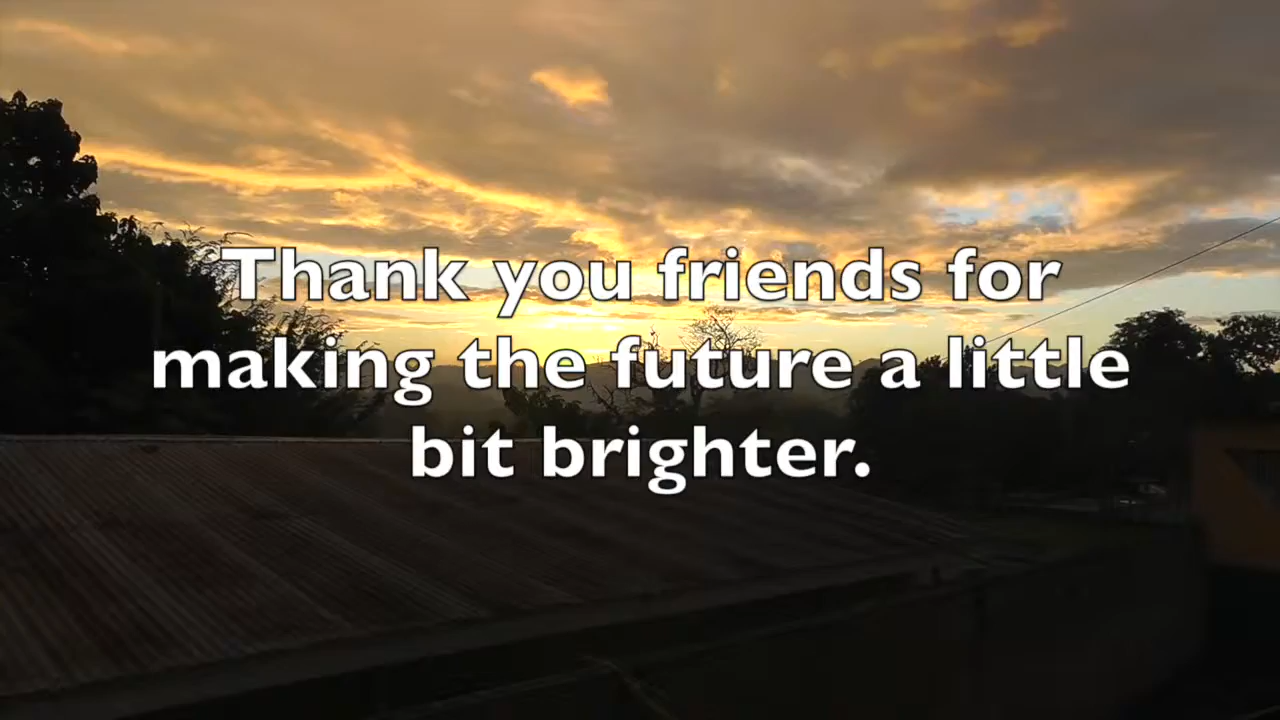 Thank you friends for
making the future a little
bit brighter.